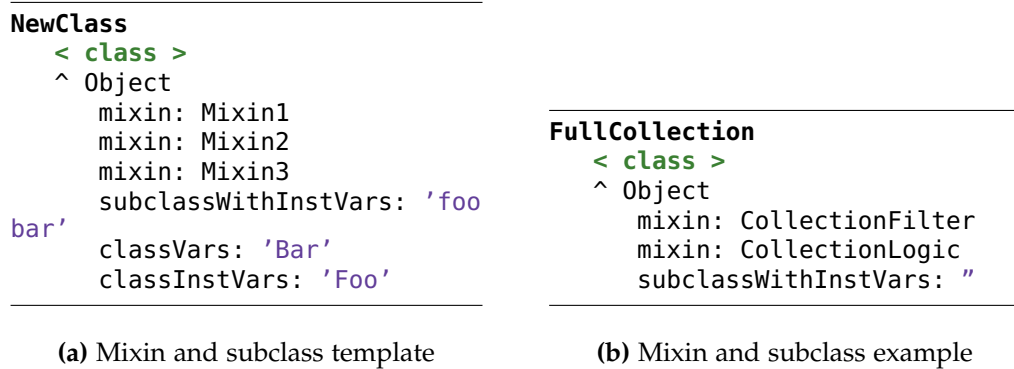 NewClass
< class >
^ Object
mixin: Mixin1
mixin: Mixin2
mixin: Mixin3
subclassWithInstVars: ’foo
bar’
classVars: ’Bar’
classInstVars: ’Foo’
(a) Mixin and subclass template
FullCollection
< class >
^ Object
mixin: CollectionFilter
mixin: CollectionLogic
subclassWithInstVars: ”
(b) Mixin and subclass example